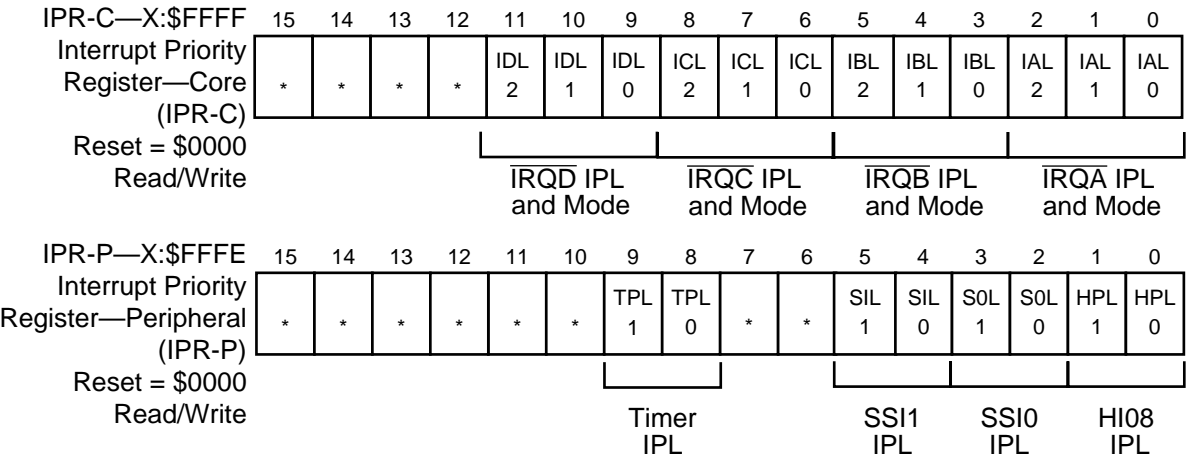 IPR-C—X:$FFFF 15 14 13 12 11 10 9 8 7 6 5 4 3 2 1 0
Interrupt Priority
Register—Core
(IPR-C)
Reset = $0000
Read/Write
* * * * IDL IDL IDL ICL ICL ICL IBL IBL IBL IAL IAL IAL
2 1 0 2 1 0 2 1 0 2 1 0
IRQD IPL and Mode
IRQC IPL and Mode
IRQB IPL and Mode
IRQA IPL and Mode
IPR-P—X:$FFFE 15 14 13 12 11 10 9 8 7 6 5 4 3 2 1 0
Interrupt Priority
Register—Peripheral
(IPR-P)
Reset = $0000
Read/Write
* * * * * * TPL TPL * * SIL SIL S0L S0L HPL HPL
1 0 1 0 1 0 1 0
Timer IPL
SSI1 IPL
SSI0 IPL
HI08 IPL